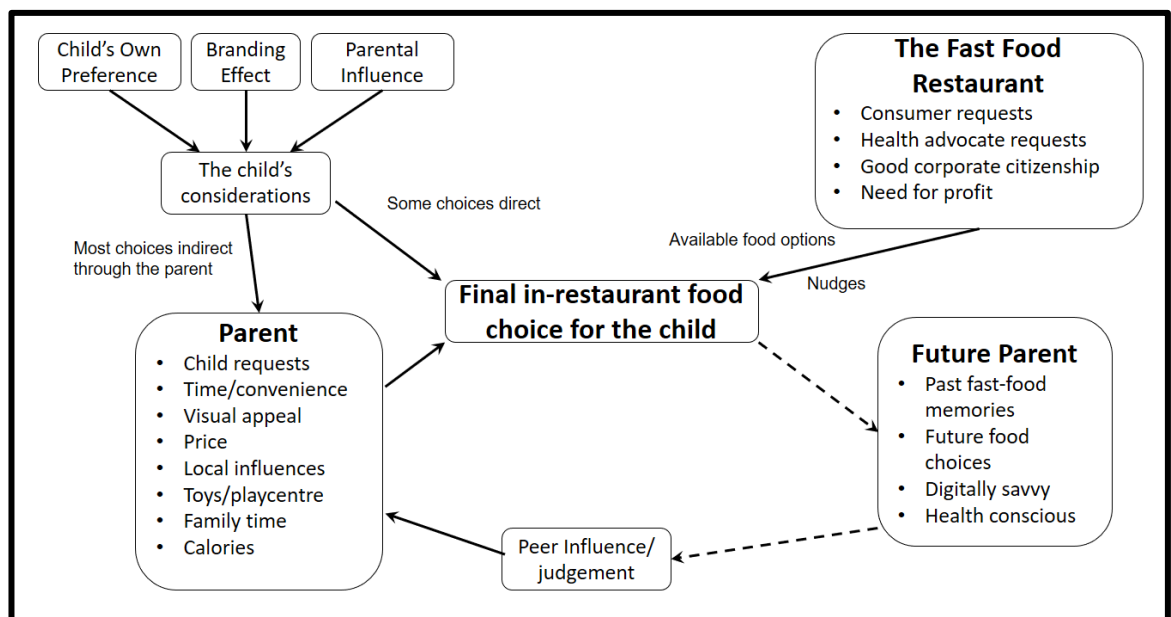 Child's Own
Preference
Branding
Effect
Parental
Influence
The Fast Food
Restaurant
• Consumer requests
• Health advocate requests
• Good corporate citizenship
• Need for profit
The child's
considerations
Some choices direct
Most choices indirect
through the parent
Available food options
Nudges
Final in-restaurant food
choice for the child
Parent
• Child requests
• Time/convenience
• Visual appeal
• Price
• Local influences
• Toys/playcentre
• Family time
• Calories
Future Parent
• Past fast-food
memories
• Future food
choices
• Digitally savvy
• Health conscious
Peer Influence/
judgement